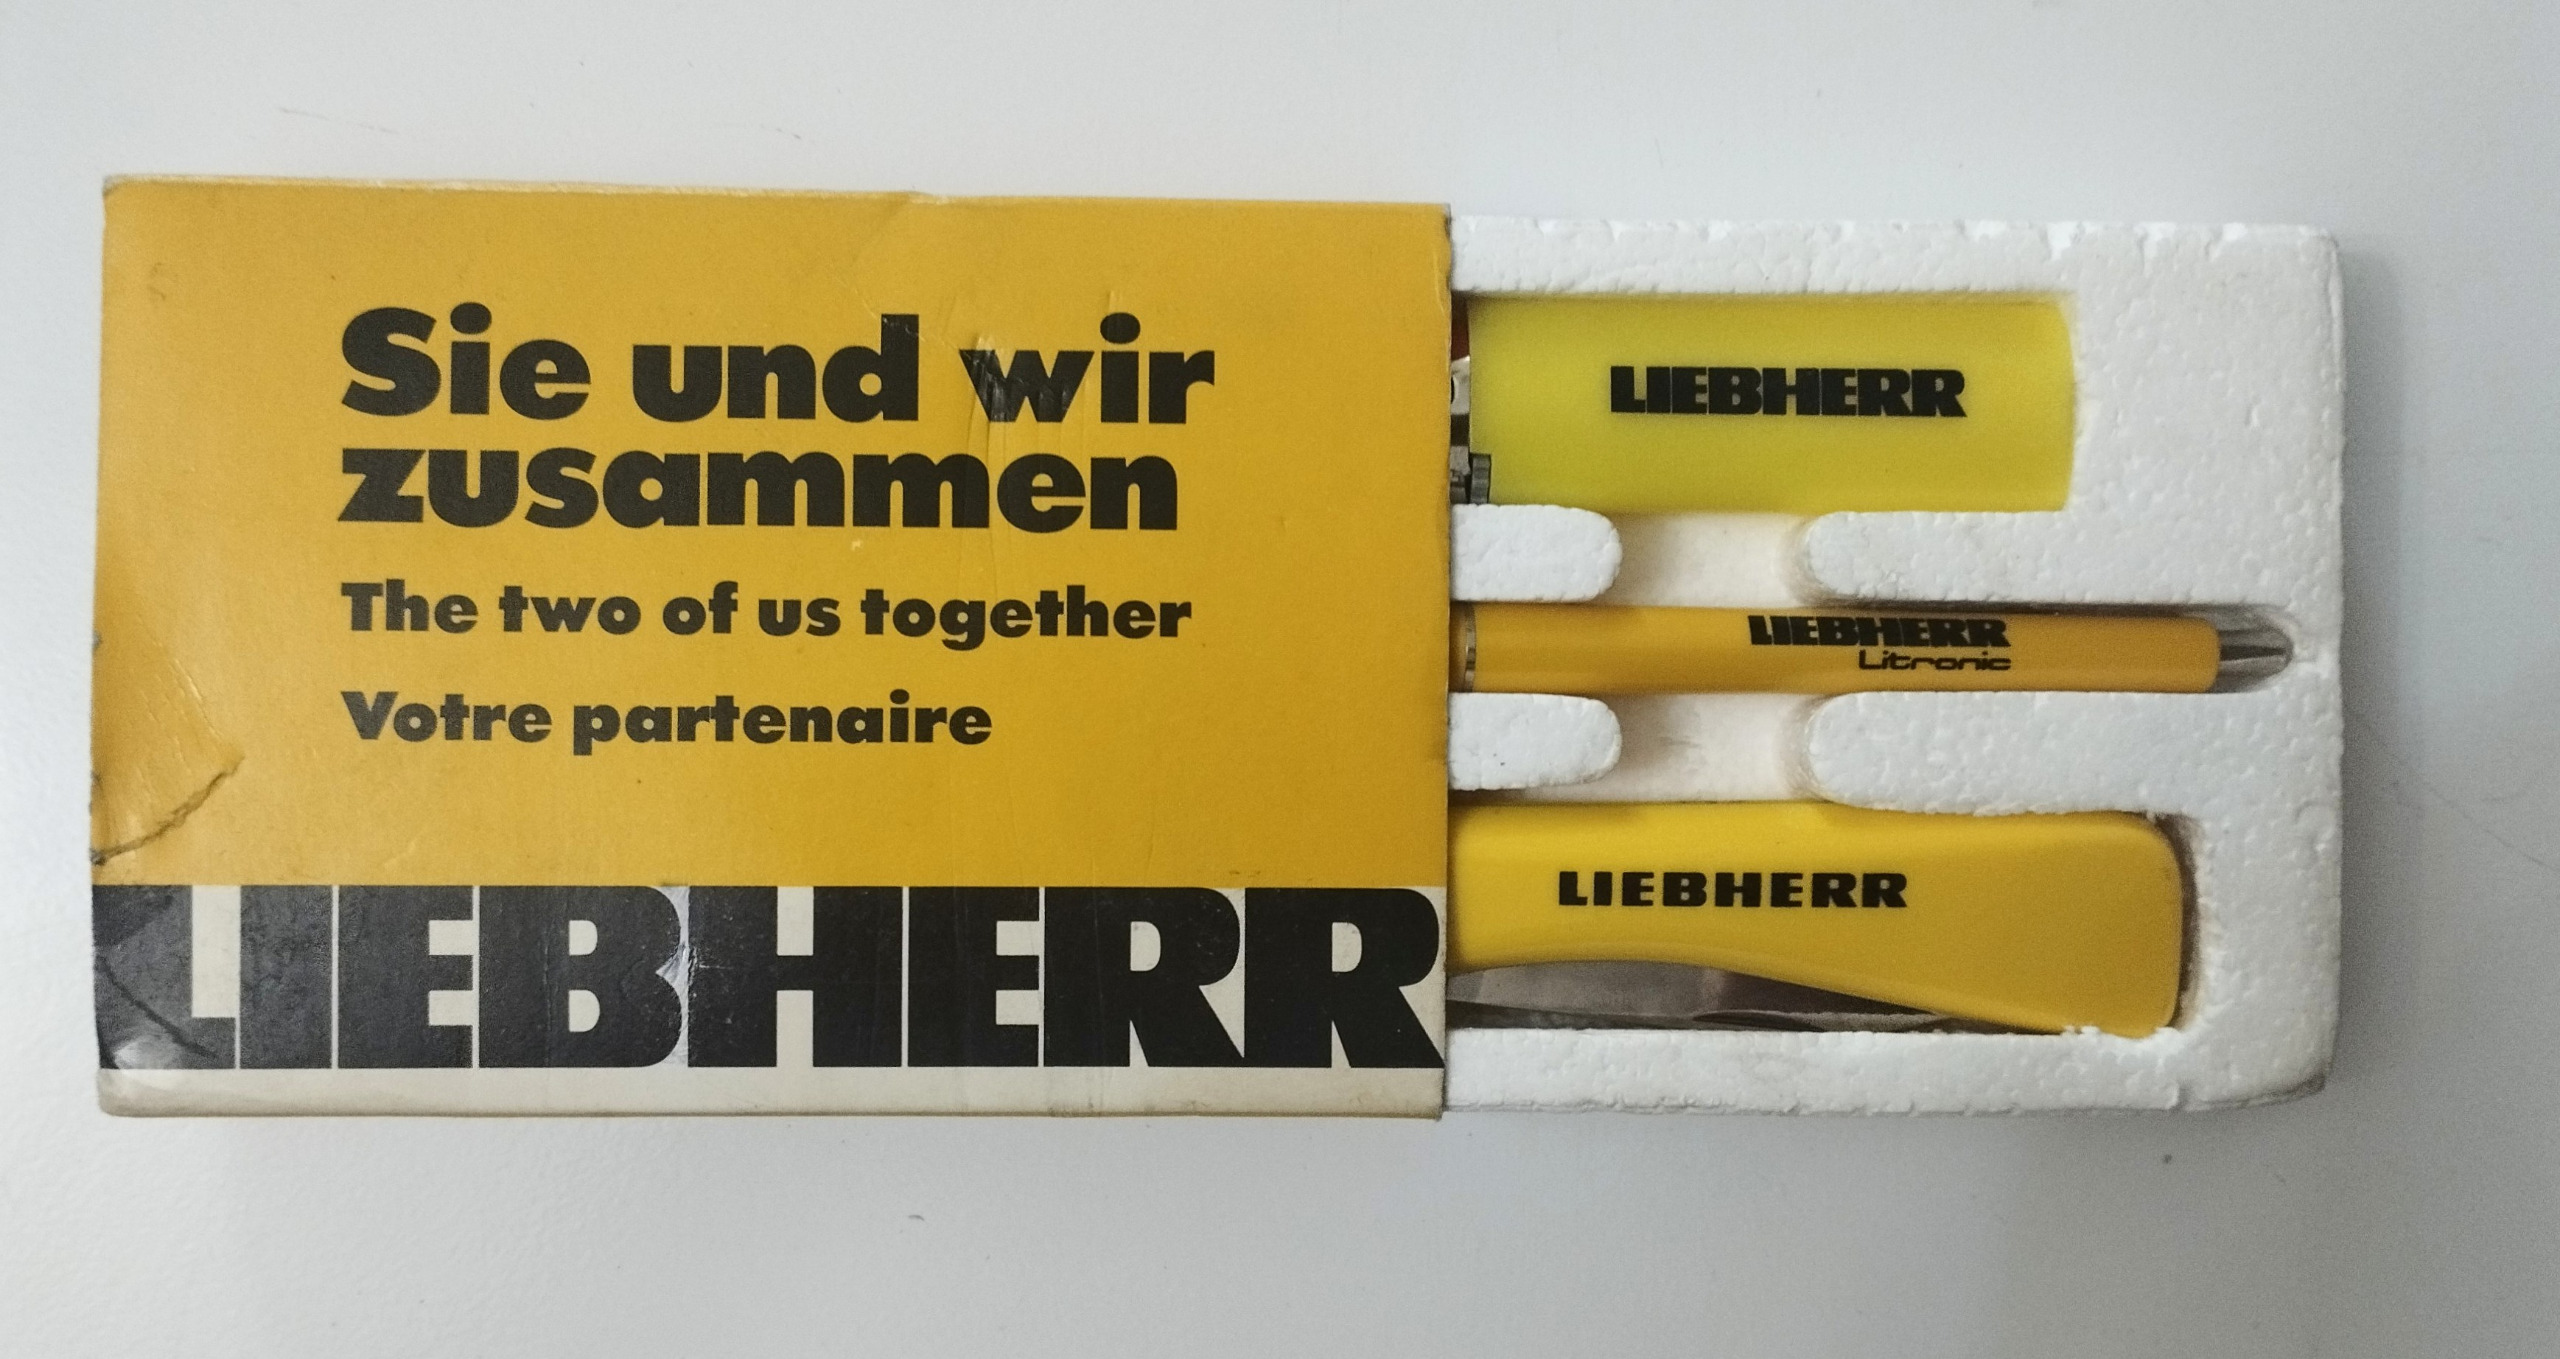 Sie und wir
zusammen
The two of us together
Votre partenaire
LIEBHERR
LIEBHERR
LIEBHERR
Litronic
LIEBHERR